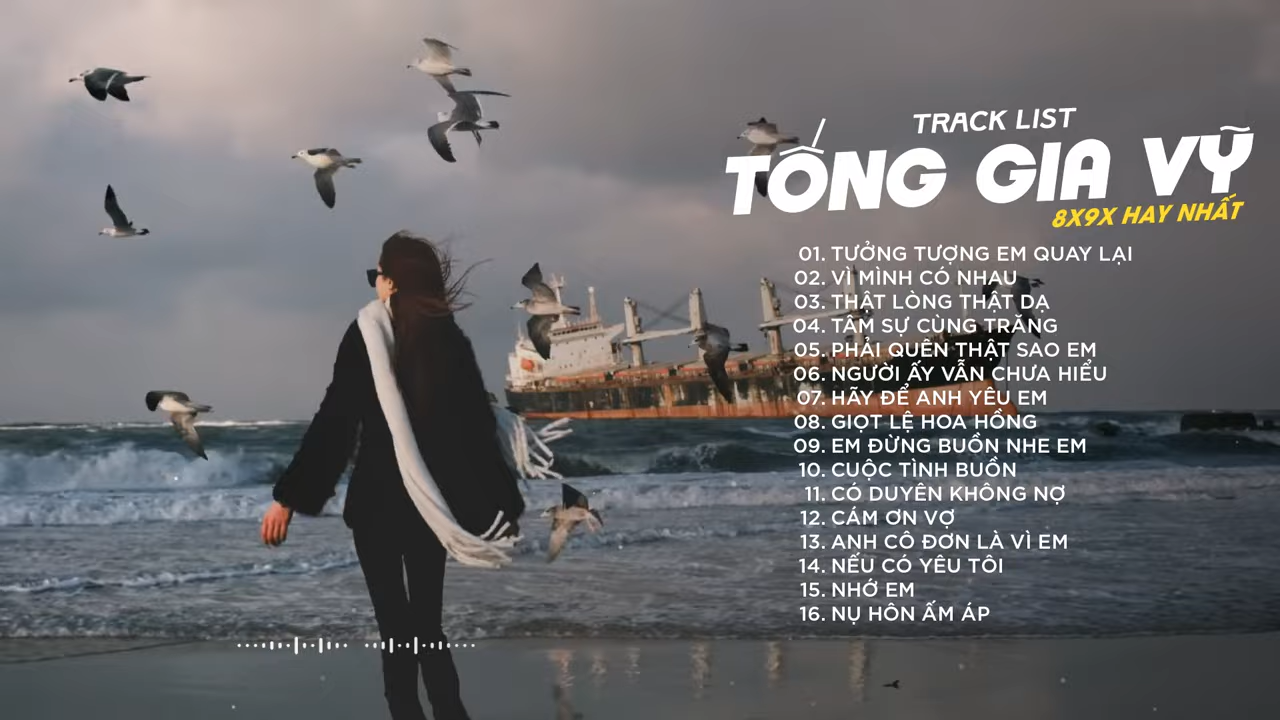 TRACK LIST
TỐNG GIA VỸ
8X9X HAY NHẤT
01. TƯỞNG TƯỢNG EM QUAY LẠI
02. VÌ MÌNH CÓ NHAU
03. THẬT LÒNG THẬT DẠ
04. TÂM SỰ CÙNG TRĂNG
05. PHẢI QUÊN THẬT SAO EM
06. NGƯỜI ẤY VẪN CHƯA HIỂU
07. HÃY ĐỂ ANH YÊU EM
08. GIỌT LỆ HOA HỒNG
09. EM ĐỪNG BUỒN NHE EM
10. CUỘC TÌNH BUỒN
11. CÓ DUYÊN KHÔNG NỢ
12. CÁM ƠN VỢ
13. ANH CÔ ĐƠN LÀ VÌ EM
14. NẾU CÓ YÊU TÔI
15. NHỚ EM
16. NỤ HÔN ẤM ÁP